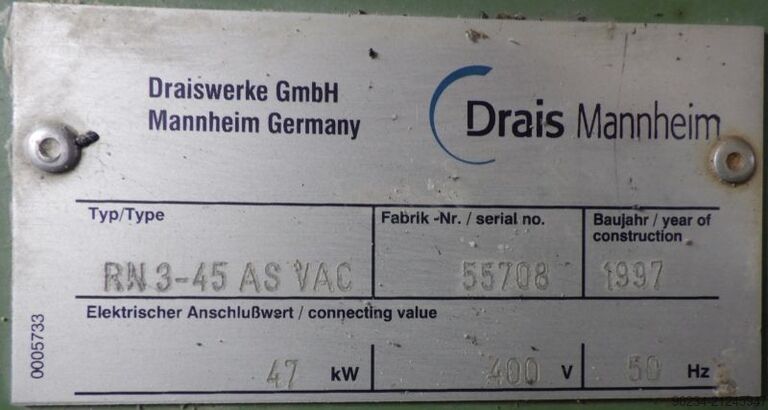 Draiswerke GmbH
Mannheim Germany
Drais Mannheim
Typ/Type
Fabrik -Nr. / serial no.
Baujahr / year of
construction
RN 3-45 AS VAC
55708
1997
Elektrischer Anschlußwert / connecting value
47 kW
400 V
50 Hz
0005733